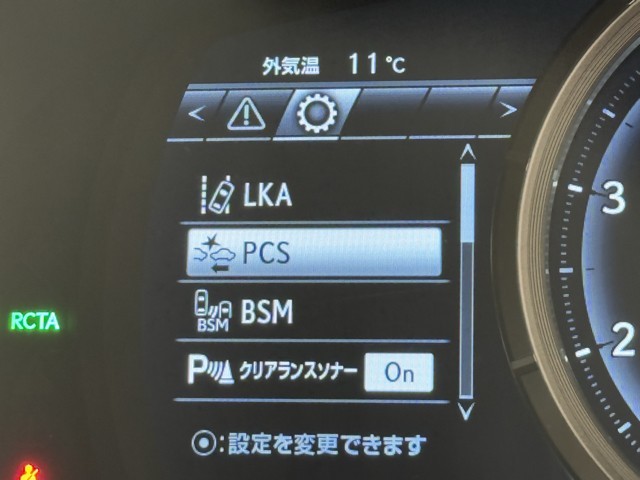 外気温 11℃
LKA
PCS
BSM BSM
P クリアランスソナー On
:設定を変更できます
RCTA
3
2